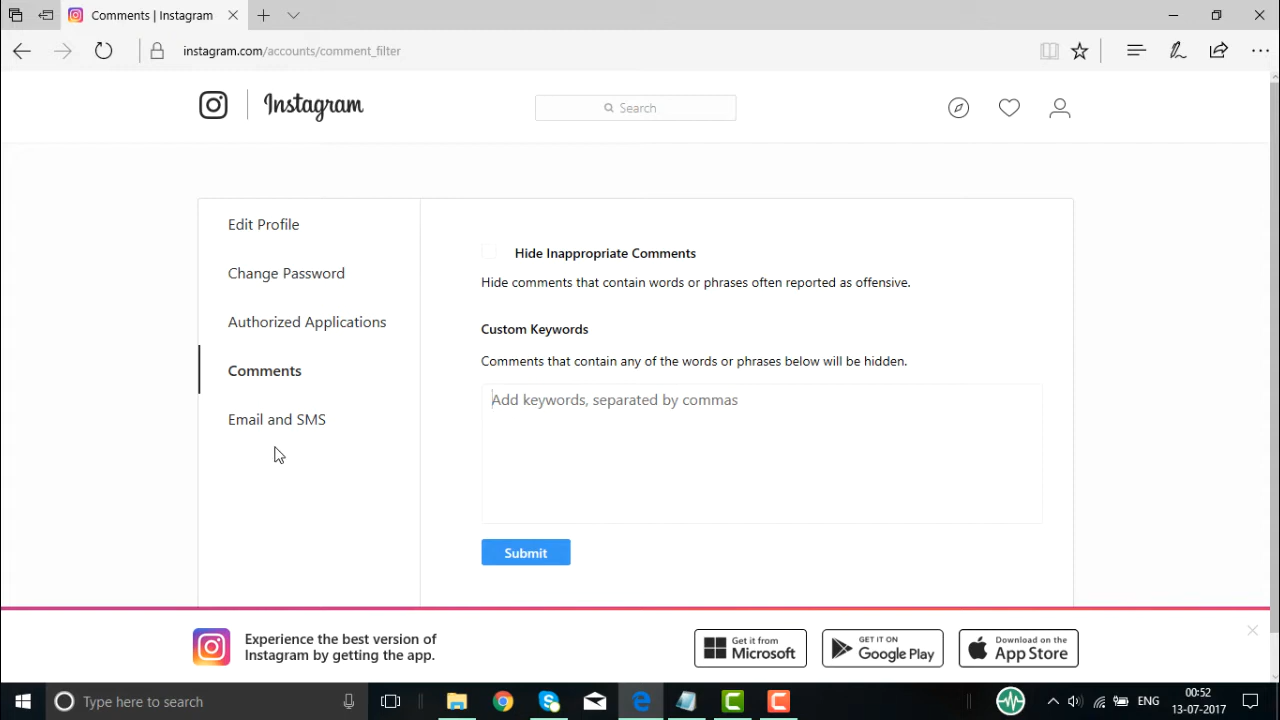 Comments | Instagram
instagram.com/accounts/comment_filter
Instagram
Search
Edit Profile
Change Password
Authorized Applications
Comments
Email and SMS
Hide Inappropriate Comments
Hide comments that contain words or phrases often reported as offensive.
Custom Keywords
Comments that contain any of the words or phrases below will be hidden.
Add keywords, separated by commas
Submit
Experience the best version of
Instagram by getting the app.
Get it from
Microsoft
GET IT ON
Google Play
Download on the
App Store
Type here to search
ENG
00:52
13-07-2017